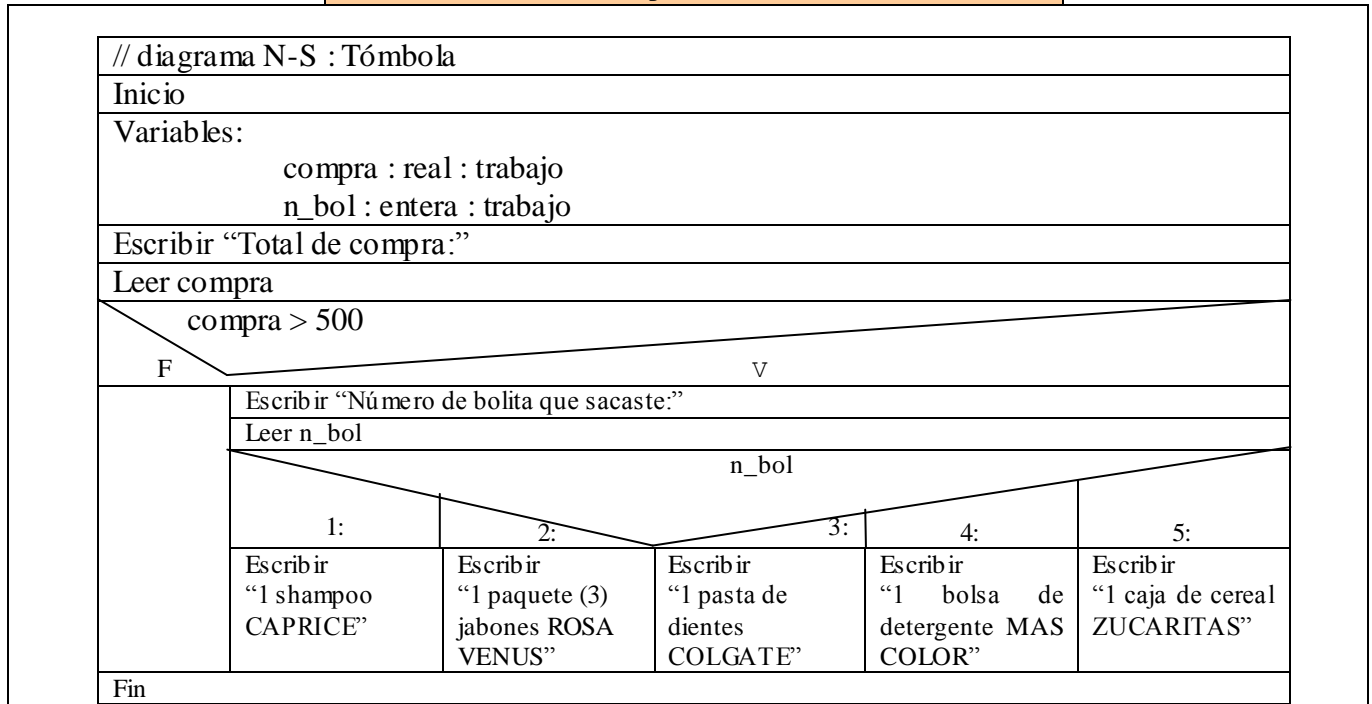 // diagrama N-S : Tómbola
Inicio
Variables:
compra : real : trabajo
n_bol : entera : trabajo
Escribir “Total de compra:”
Leer compra
compra > 500
F
V
Escribir “Número de bolita que sacaste:”
Leer n_bol
n_bol
1:
2:
3:
4:
5:
Escribir
“1 shampoo
CAPRICE”
Escribir
“1 paquete (3)
jabones ROSA
VENUS”
Escribir
“1 pasta de
dientes
COLGATE”
Escribir
“1 bolsa de
detergente MAS
COLOR”
Escribir
“1 caja de cereal
ZUCARITAS”
Fin